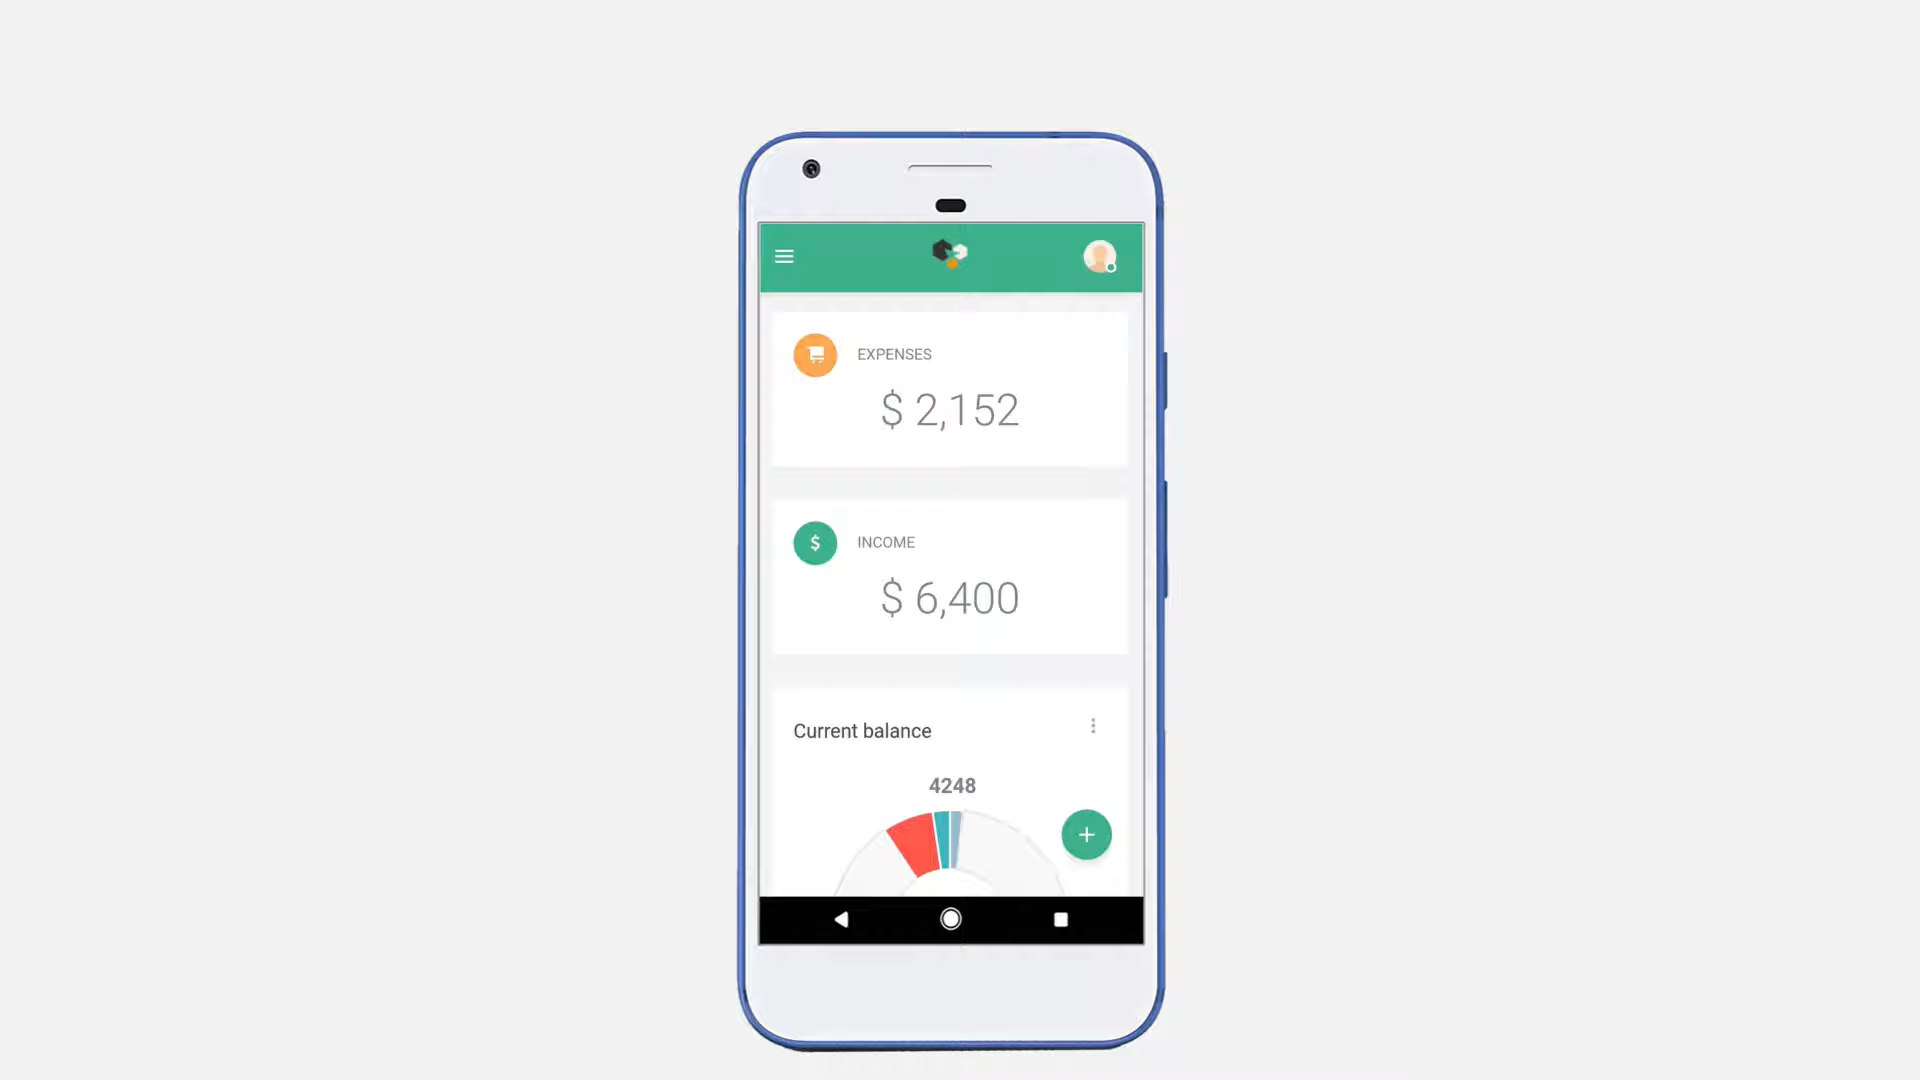 EXPENSES
$ 2,152
INCOME
$ 6,400
Current balance
4248